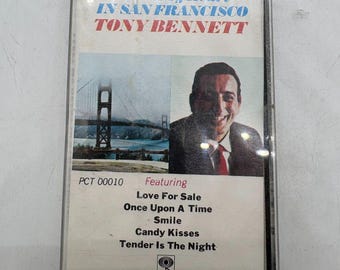 IN SAN FRANCISCO
TONY BENNETT
PCT 00010 Featuring
Love For Sale
Once Upon A Time
Smile
Candy Kisses
Tender Is The Night